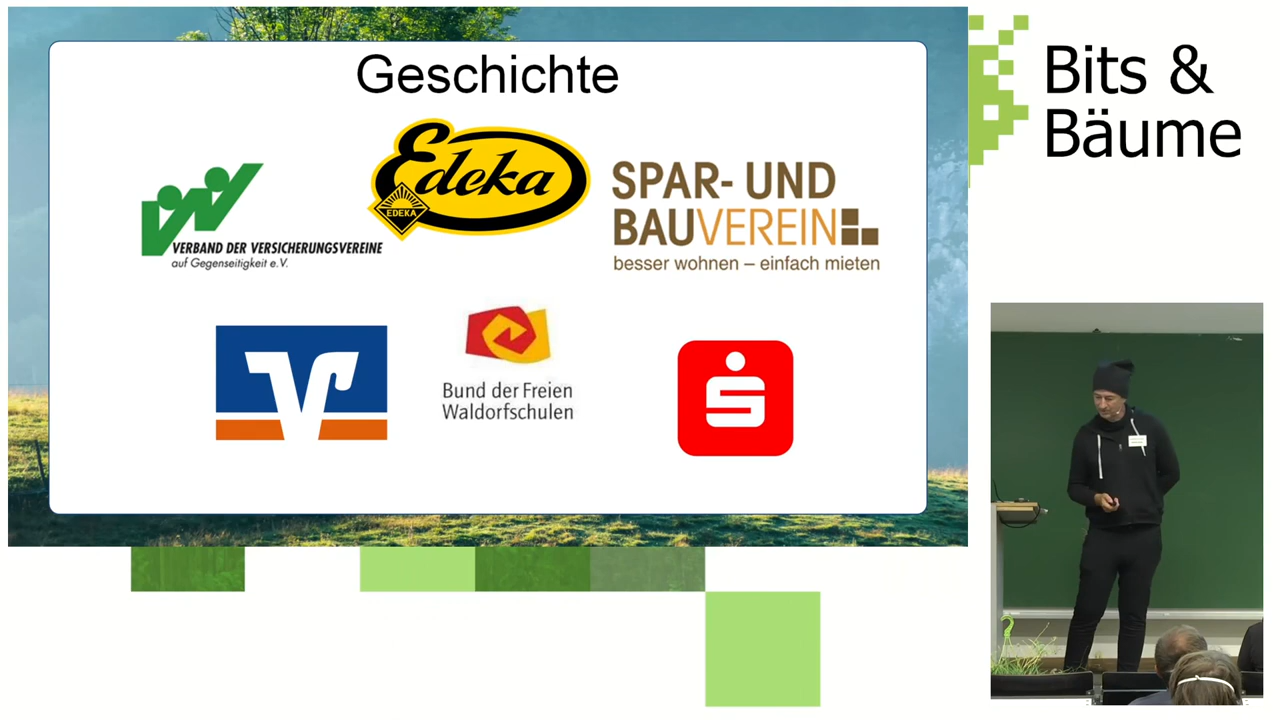 Geschichte
Edeka
EDEKA
VERBAND DER VERSICHERUNGSVEREINE
auf Gegenseitigkeit e.V.
SPAR- UND
BAUVEREIN
besser wohnen – einfach mieten
Bund der Freien
Waldorfschulen
Bits &
Bäume